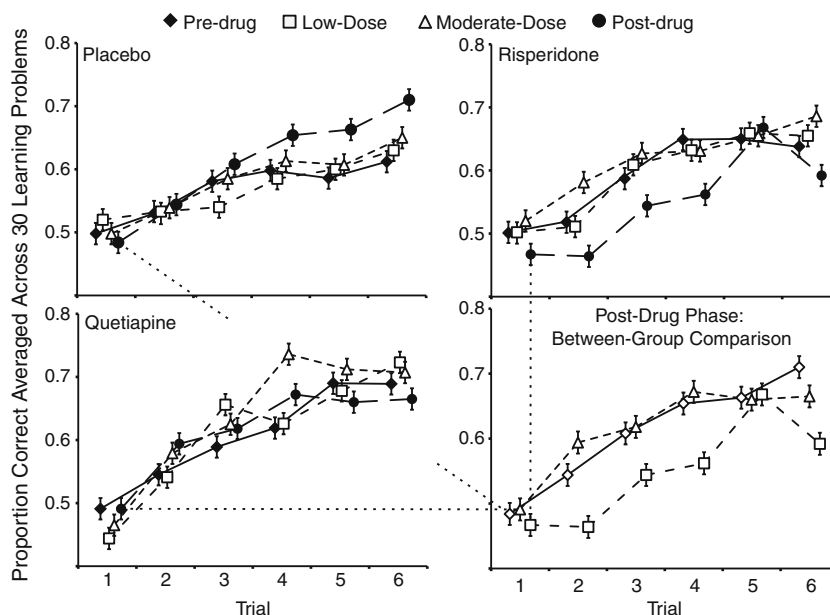 Pre-drug Low-Dose Moderate-Dose Post-drug
Proportion Correct Averaged Across 30 Learning Problems
Placebo
0.8
0.7
0.6
0.5
Risperidone
0.8
0.7
0.6
0.5
Quetiapine
0.8
0.7
0.6
0.5
1 2 3 4 5 6
Trial
Post-Drug Phase:
Between-Group Comparison
0.8
0.7
0.6
0.5
1 2 3 4 5 6
Trial